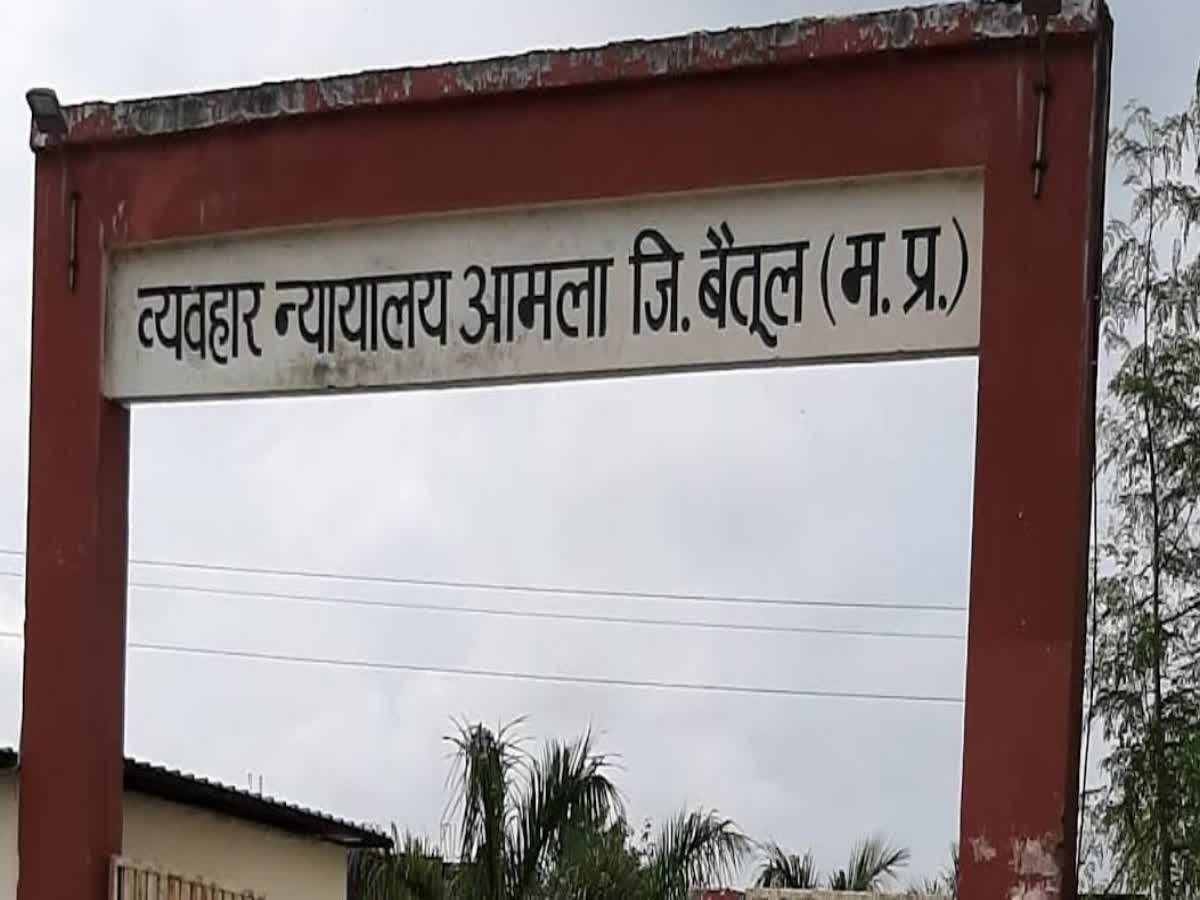 व्यवहार न्यायालय आमला जि. बैतूल (म. प्र.)